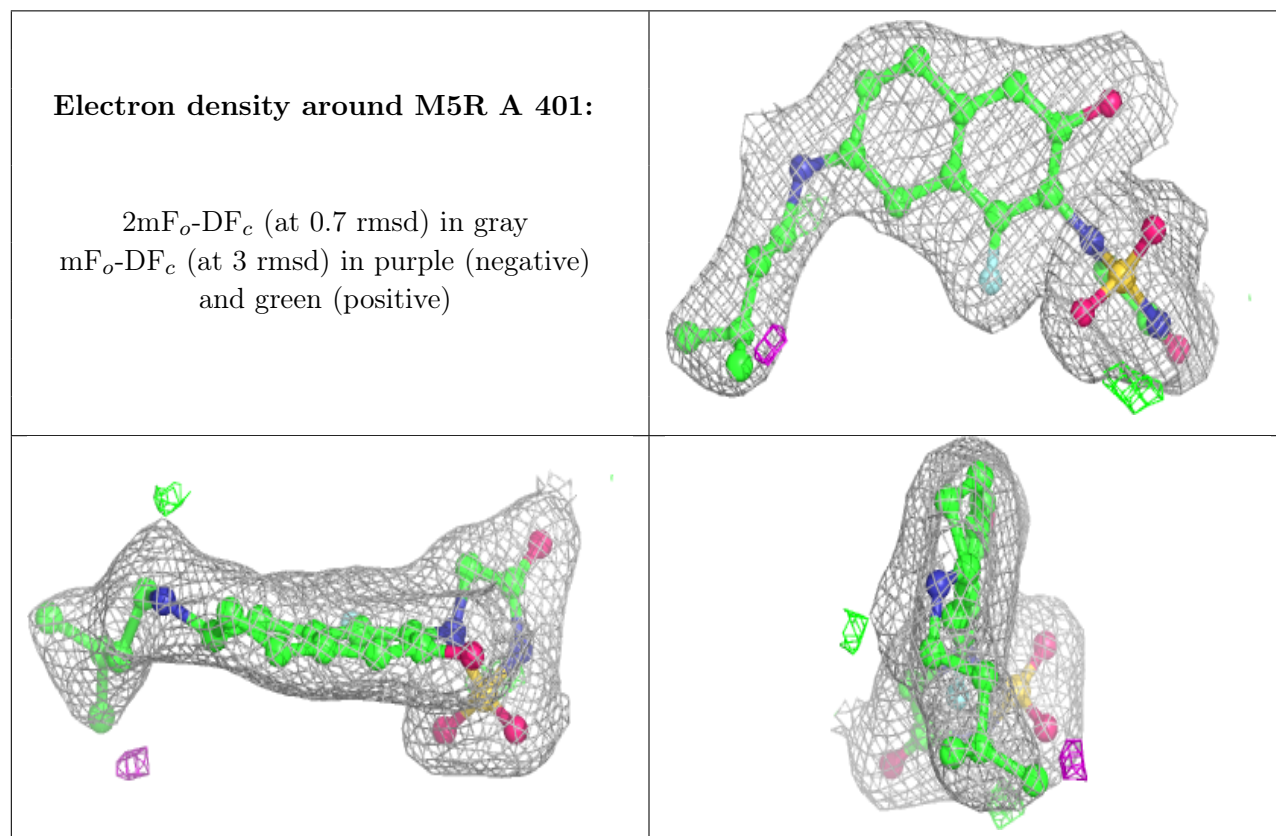 Electron density around M5R A 401:
2mFo-DFc (at 0.7 rmsd) in gray
mFo-DFc (at 3 rmsd) in purple (negative)
and green (positive)